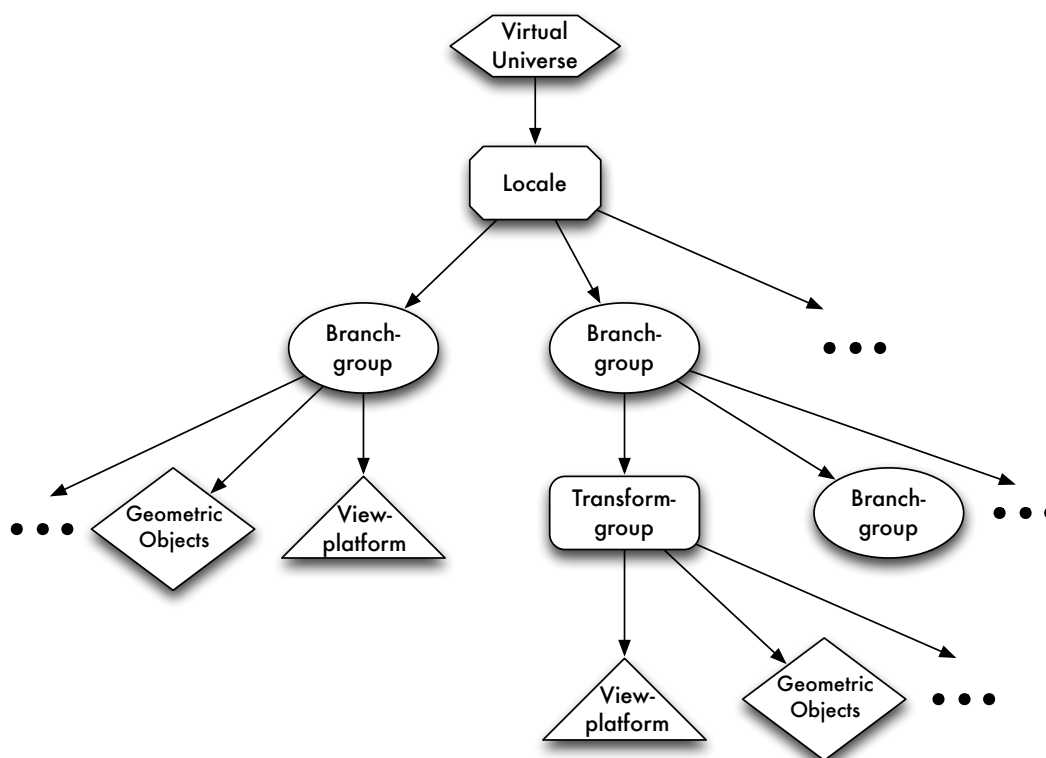 Virtual
Universe
Locale
Branch-
group
Branch-
group
Geometric
Objects
View-
platform
Transform-
group
Branch-
group
View-
platform
Geometric
Objects